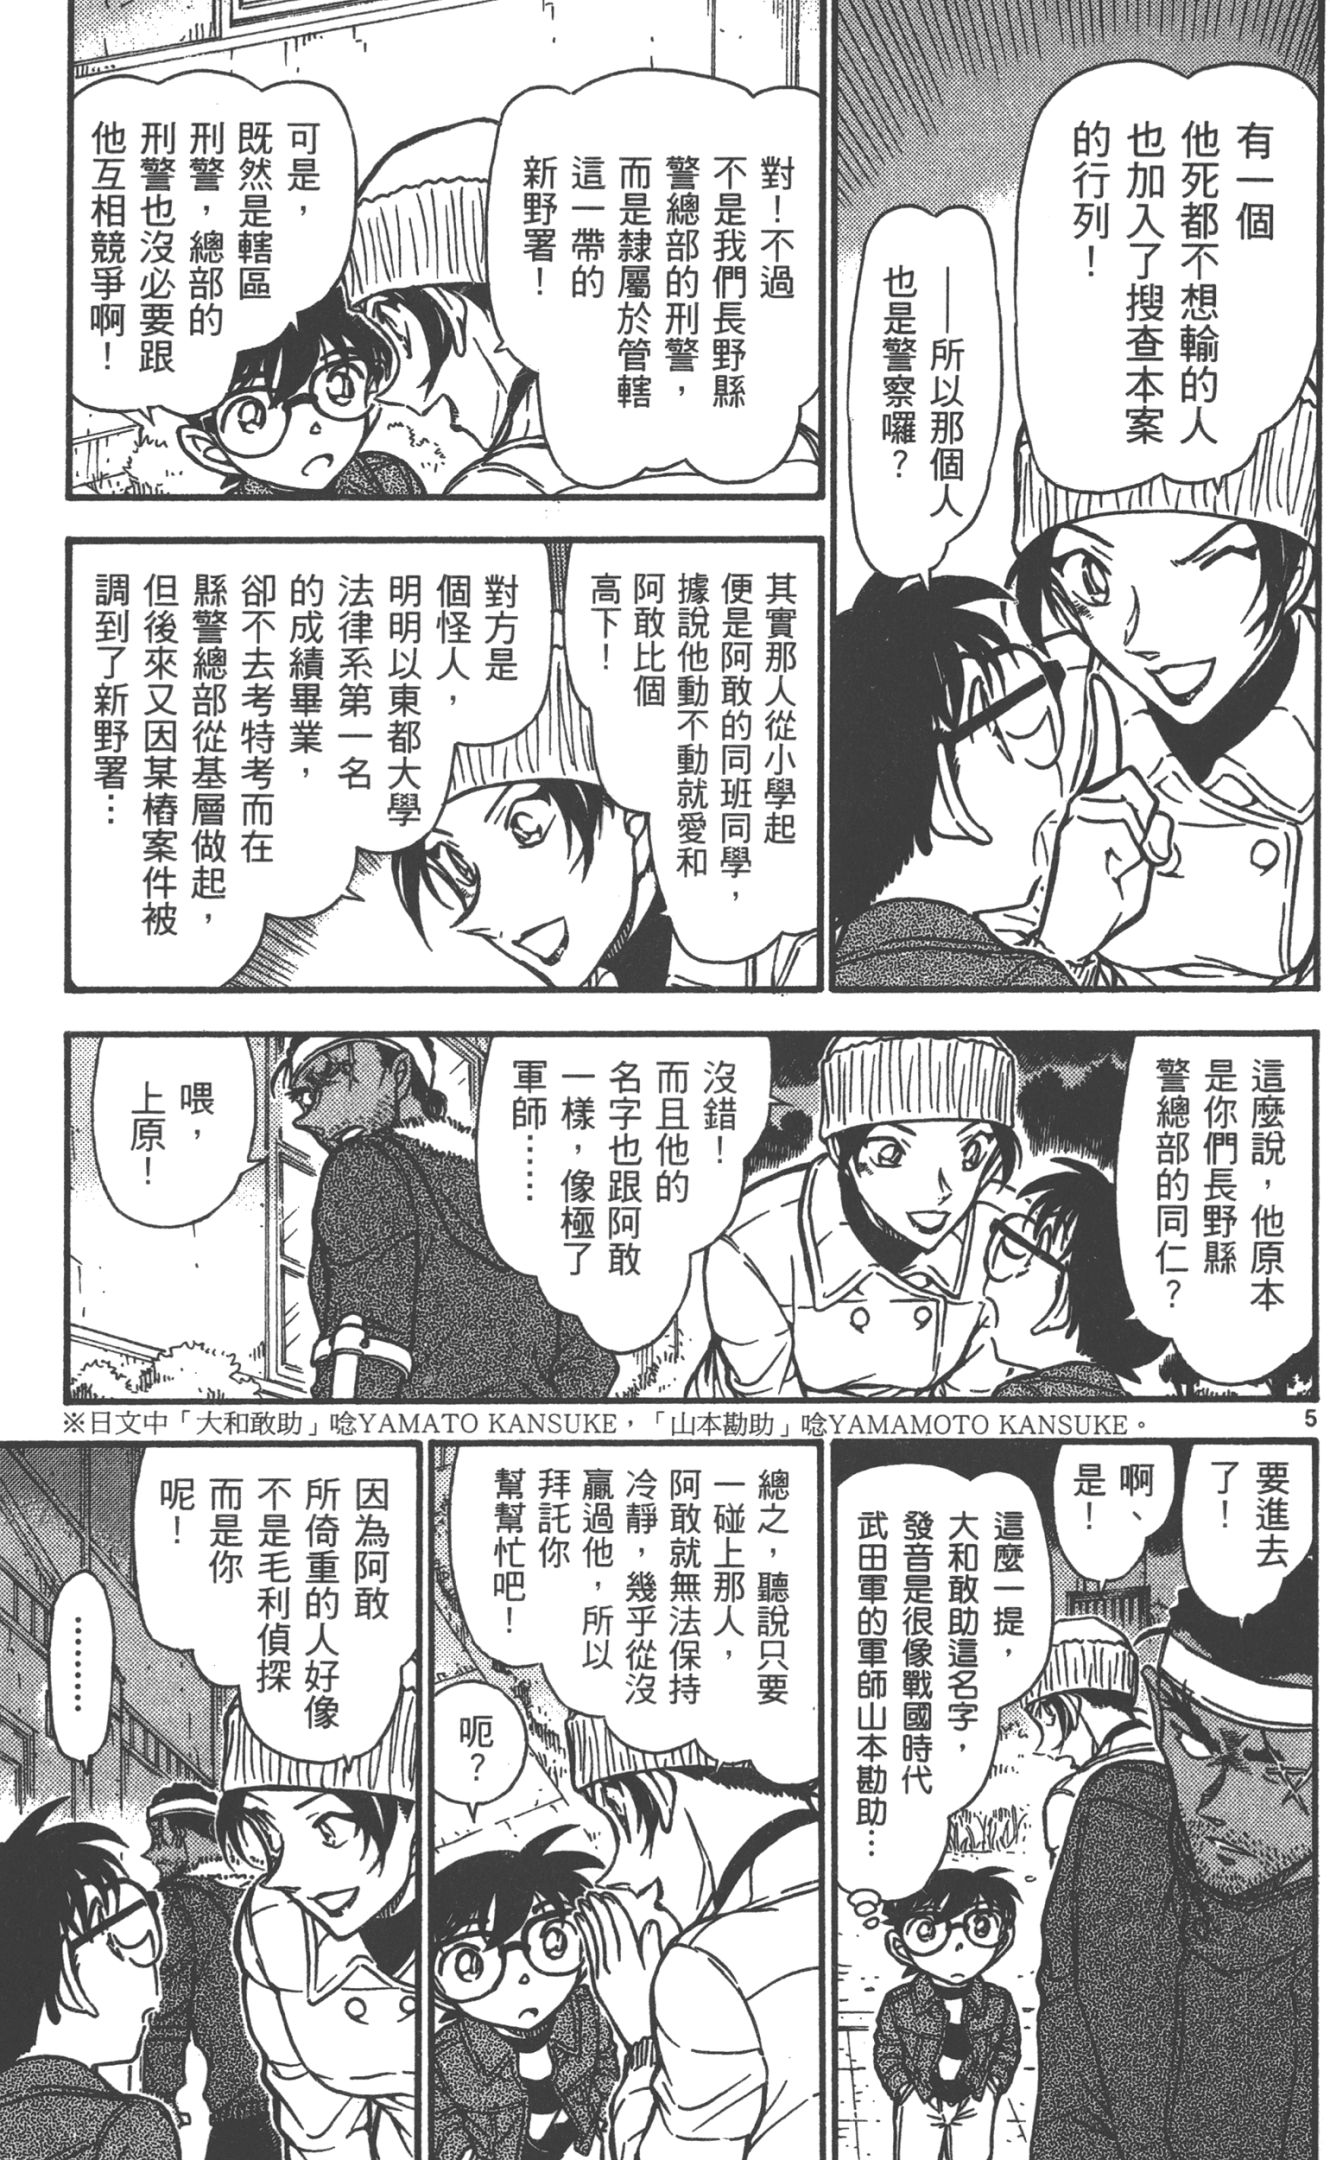 有一個
他死都不想輸的人
也加入了搜查本案
的行列！
——所以那個人
也是警察囉？
對！不過
不是我們長野縣
警總部的刑警，
而是隸屬於管轄
這一帶的
新野署！
可是，
既然是轄區
刑警，總部的
刑警也沒必要跟
他互相競爭啊！
其實那人從小學起
便是阿敢的同班同學，
據說他動不動就愛和
阿敢比個
高下！
對方是
個怪人，
明明以東都大學
法律系第一名
的成績畢業，
卻不去考特考而在
縣警總部從基層做起，
但後來又因某樁案件被
調到了新野署…
這麼說，他原本
是你們長野縣
警總部的同仁？
沒錯！
而且他的
名字也跟阿敢
一樣，像極了
軍師……
喂，
上原！
※日文中「大和敢助」唸YAMATO KANSUKE，「山本勘助」唸YAMAMOTO KANSUKE。
5
要進去
了！
啊、
是！
這麼一提，
大和敢助這名字，
發音是很像戰國時代
武田軍的軍師山本勘助…
總之，聽說只要
一碰上那人，
阿敢就無法保持
冷靜，幾乎從沒
贏過他，所以
拜託你
幫幫忙吧！
呃？
因為阿敢
所倚重的人好像
不是毛利偵探
而是你
呢！
………